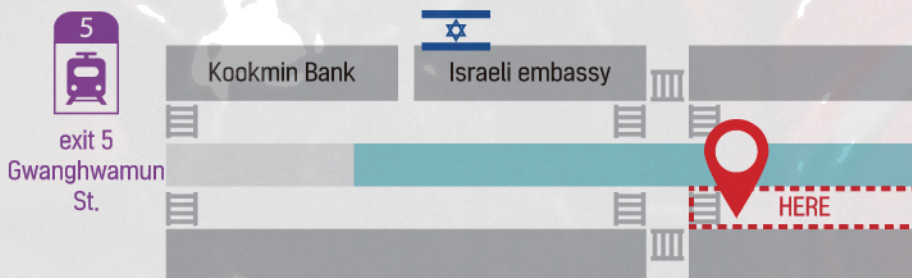 5
exit 5
Gwanghwamun
St.
Kookmin Bank
Israeli embassy
HERE